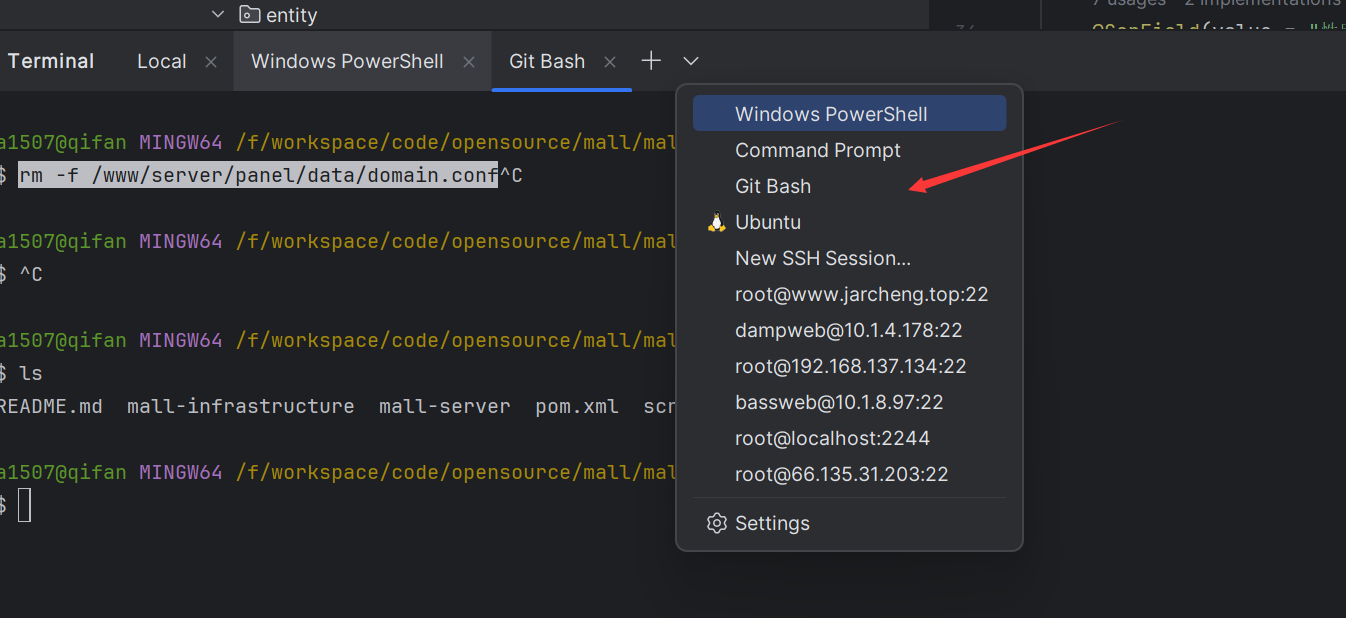 entity
7 usages 2 implementations
Terminal Local Windows PowerShell Git Bash
a1507@qifan MINGW64 /f/workspace/code/opensource/mall/mal
$ rm -f /www/server/panel/data/domain.conf^C
a1507@qifan MINGW64 /f/workspace/code/opensource/mall/mal
$ ^C
a1507@qifan MINGW64 /f/workspace/code/opensource/mall/mal
$ ls
README.md mall-infrastructure mall-server pom.xml scr
a1507@qifan MINGW64 /f/workspace/code/opensource/mall/mal
$
Windows PowerShell
Command Prompt
Git Bash
Ubuntu
New SSH Session...
root@www.jarcheng.top:22
dampweb@10.1.4.178:22
root@192.168.137.134:22
bassweb@10.1.8.97:22
root@localhost:2244
root@66.135.31.203:22
Settings